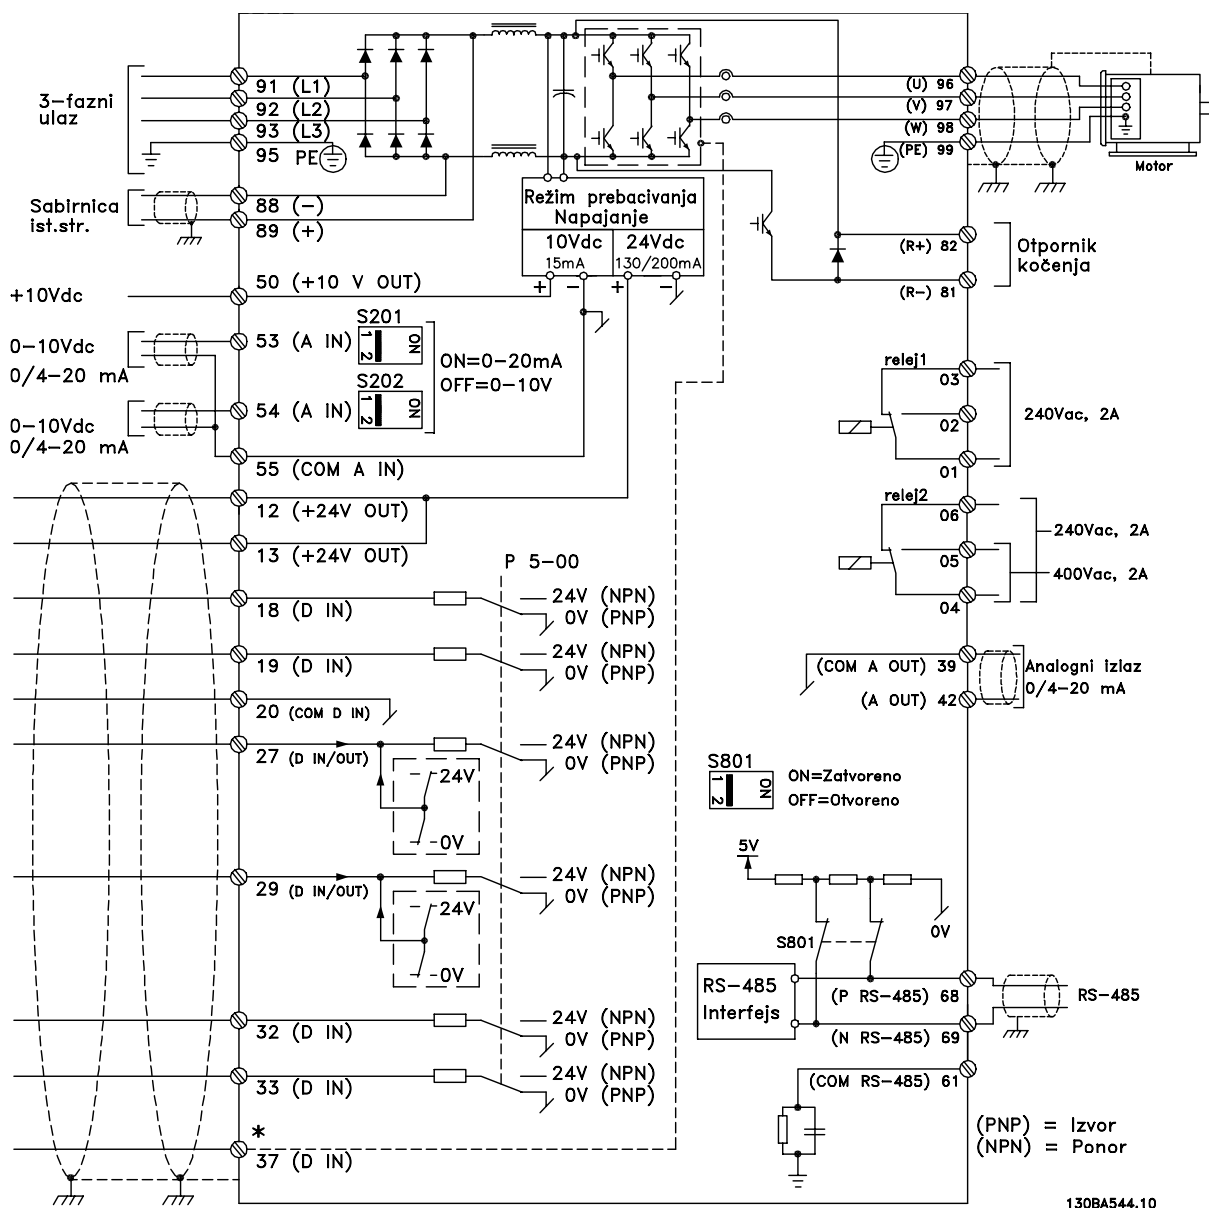 3-fazni
ulaz
91 (L1)
92 (L2)
93 (L3)
95 PE
Sabirnica
ist.str.
88 (-)
89 (+)
Režim prebacivanja
Napajanje
10Vdc
15mA
24Vdc
130/200mA
+ - + -
(U) 96
(V) 97
(W) 98
(PE) 99
Motor
(R+) 82
(R-) 81
Otpornik
kočenja
+10Vdc
50 (+10 V OUT)
0-10Vdc
0/4-20 mA
53 (A IN)
S201
1 2 ON
ON=0-20mA
OFF=0-10V
S202
1 2 ON
0-10Vdc
0/4-20 mA
54 (A IN)
55 (COM A IN)
12 (+24V OUT)
13 (+24V OUT)
relej1
03
02
01
240Vac, 2A
relej2
06
05
04
240Vac, 2A
400Vac, 2A
P 5-00
18 (D IN)
24V (NPN)
0V (PNP)
19 (D IN)
24V (NPN)
0V (PNP)
20 (COM D IN)
27 (D IN/OUT)
24V (NPN)
0V (PNP)
24V
0V
29 (D IN/OUT)
24V (NPN)
0V (PNP)
24V
0V
32 (D IN)
24V (NPN)
0V (PNP)
33 (D IN)
24V (NPN)
0V (PNP)
*
37 (D IN)
(COM A OUT) 39
(A OUT) 42
Analogni izlaz
0/4-20 mA
S801
1 2 ON
ON=Zatvoreno
OFF=Otvoreno
5V
S801
0V
RS-485
Interfejs
(P RS-485) 68
(N RS-485) 69
(COM RS-485) 61
RS-485
(PNP) = Izvor
(NPN) = Ponor
130BA544.10